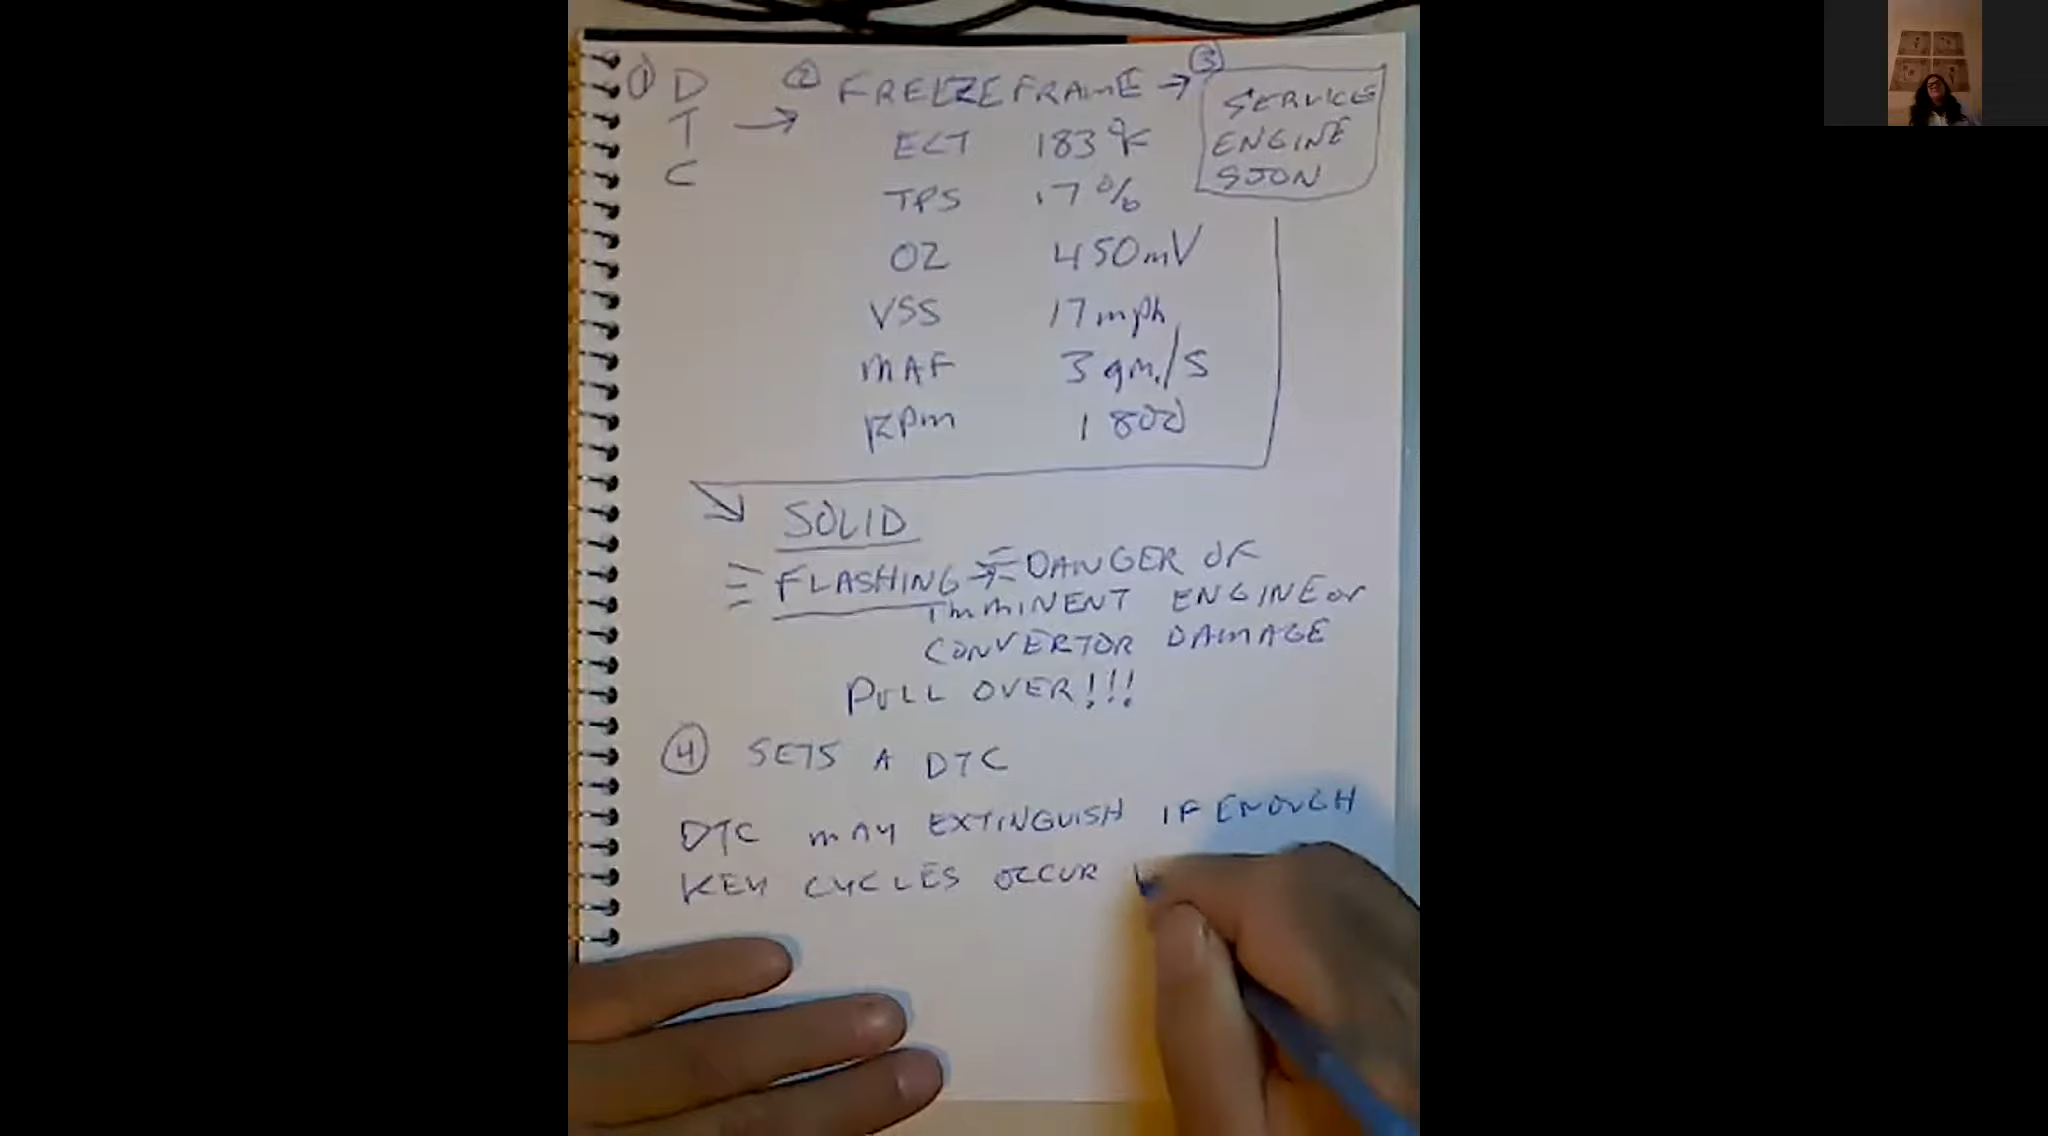 ① D ② FREEZE FRAME → ③ SERVICE
T → ECT 183°F ENGINE
C TPS 17% SOON
O2 450mV
VSS 17mph
MAF 3 gm./S
RPM 1800
SOLID
FLASHING → DANGER OF
IMMINENT ENGINE or
CONVERTOR DAMAGE
PULL OVER!!!
④ SETS A DTC
DTC MAY EXTINGUISH IF ENOUGH
KEY CYCLES OCCUR